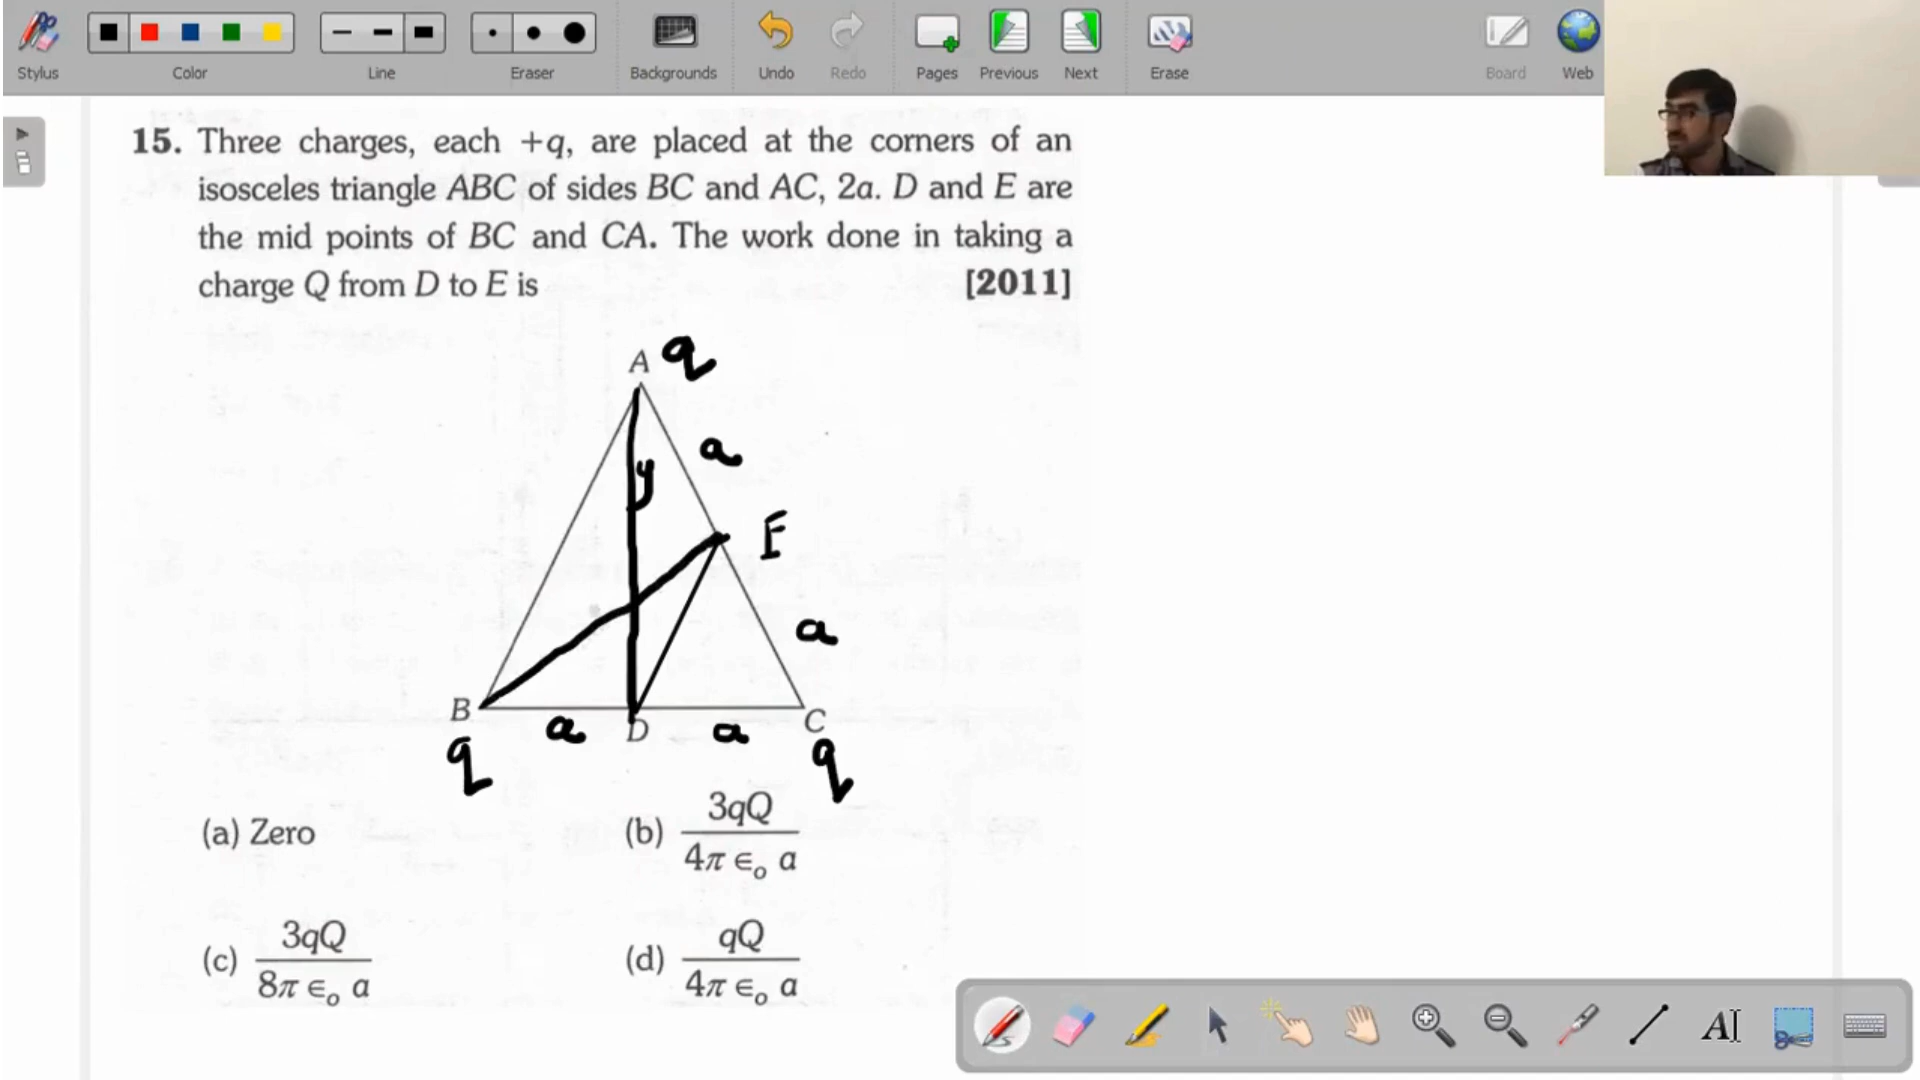 Stylus Color Line Eraser Backgrounds Undo Redo Pages Previous Next Erase Board Web
15. Three charges, each +q, are placed at the corners of an
isosceles triangle ABC of sides BC and AC, 2a. D and E are
the mid points of BC and CA. The work done in taking a
charge Q from D to E is [2011]
A q
a
y
E
a
B D C
a a
q q
(a) Zero (b) 3qQ / 4π ∈₀ a
(c) 3qQ / 8π ∈₀ a (d) qQ / 4π ∈₀ a
A